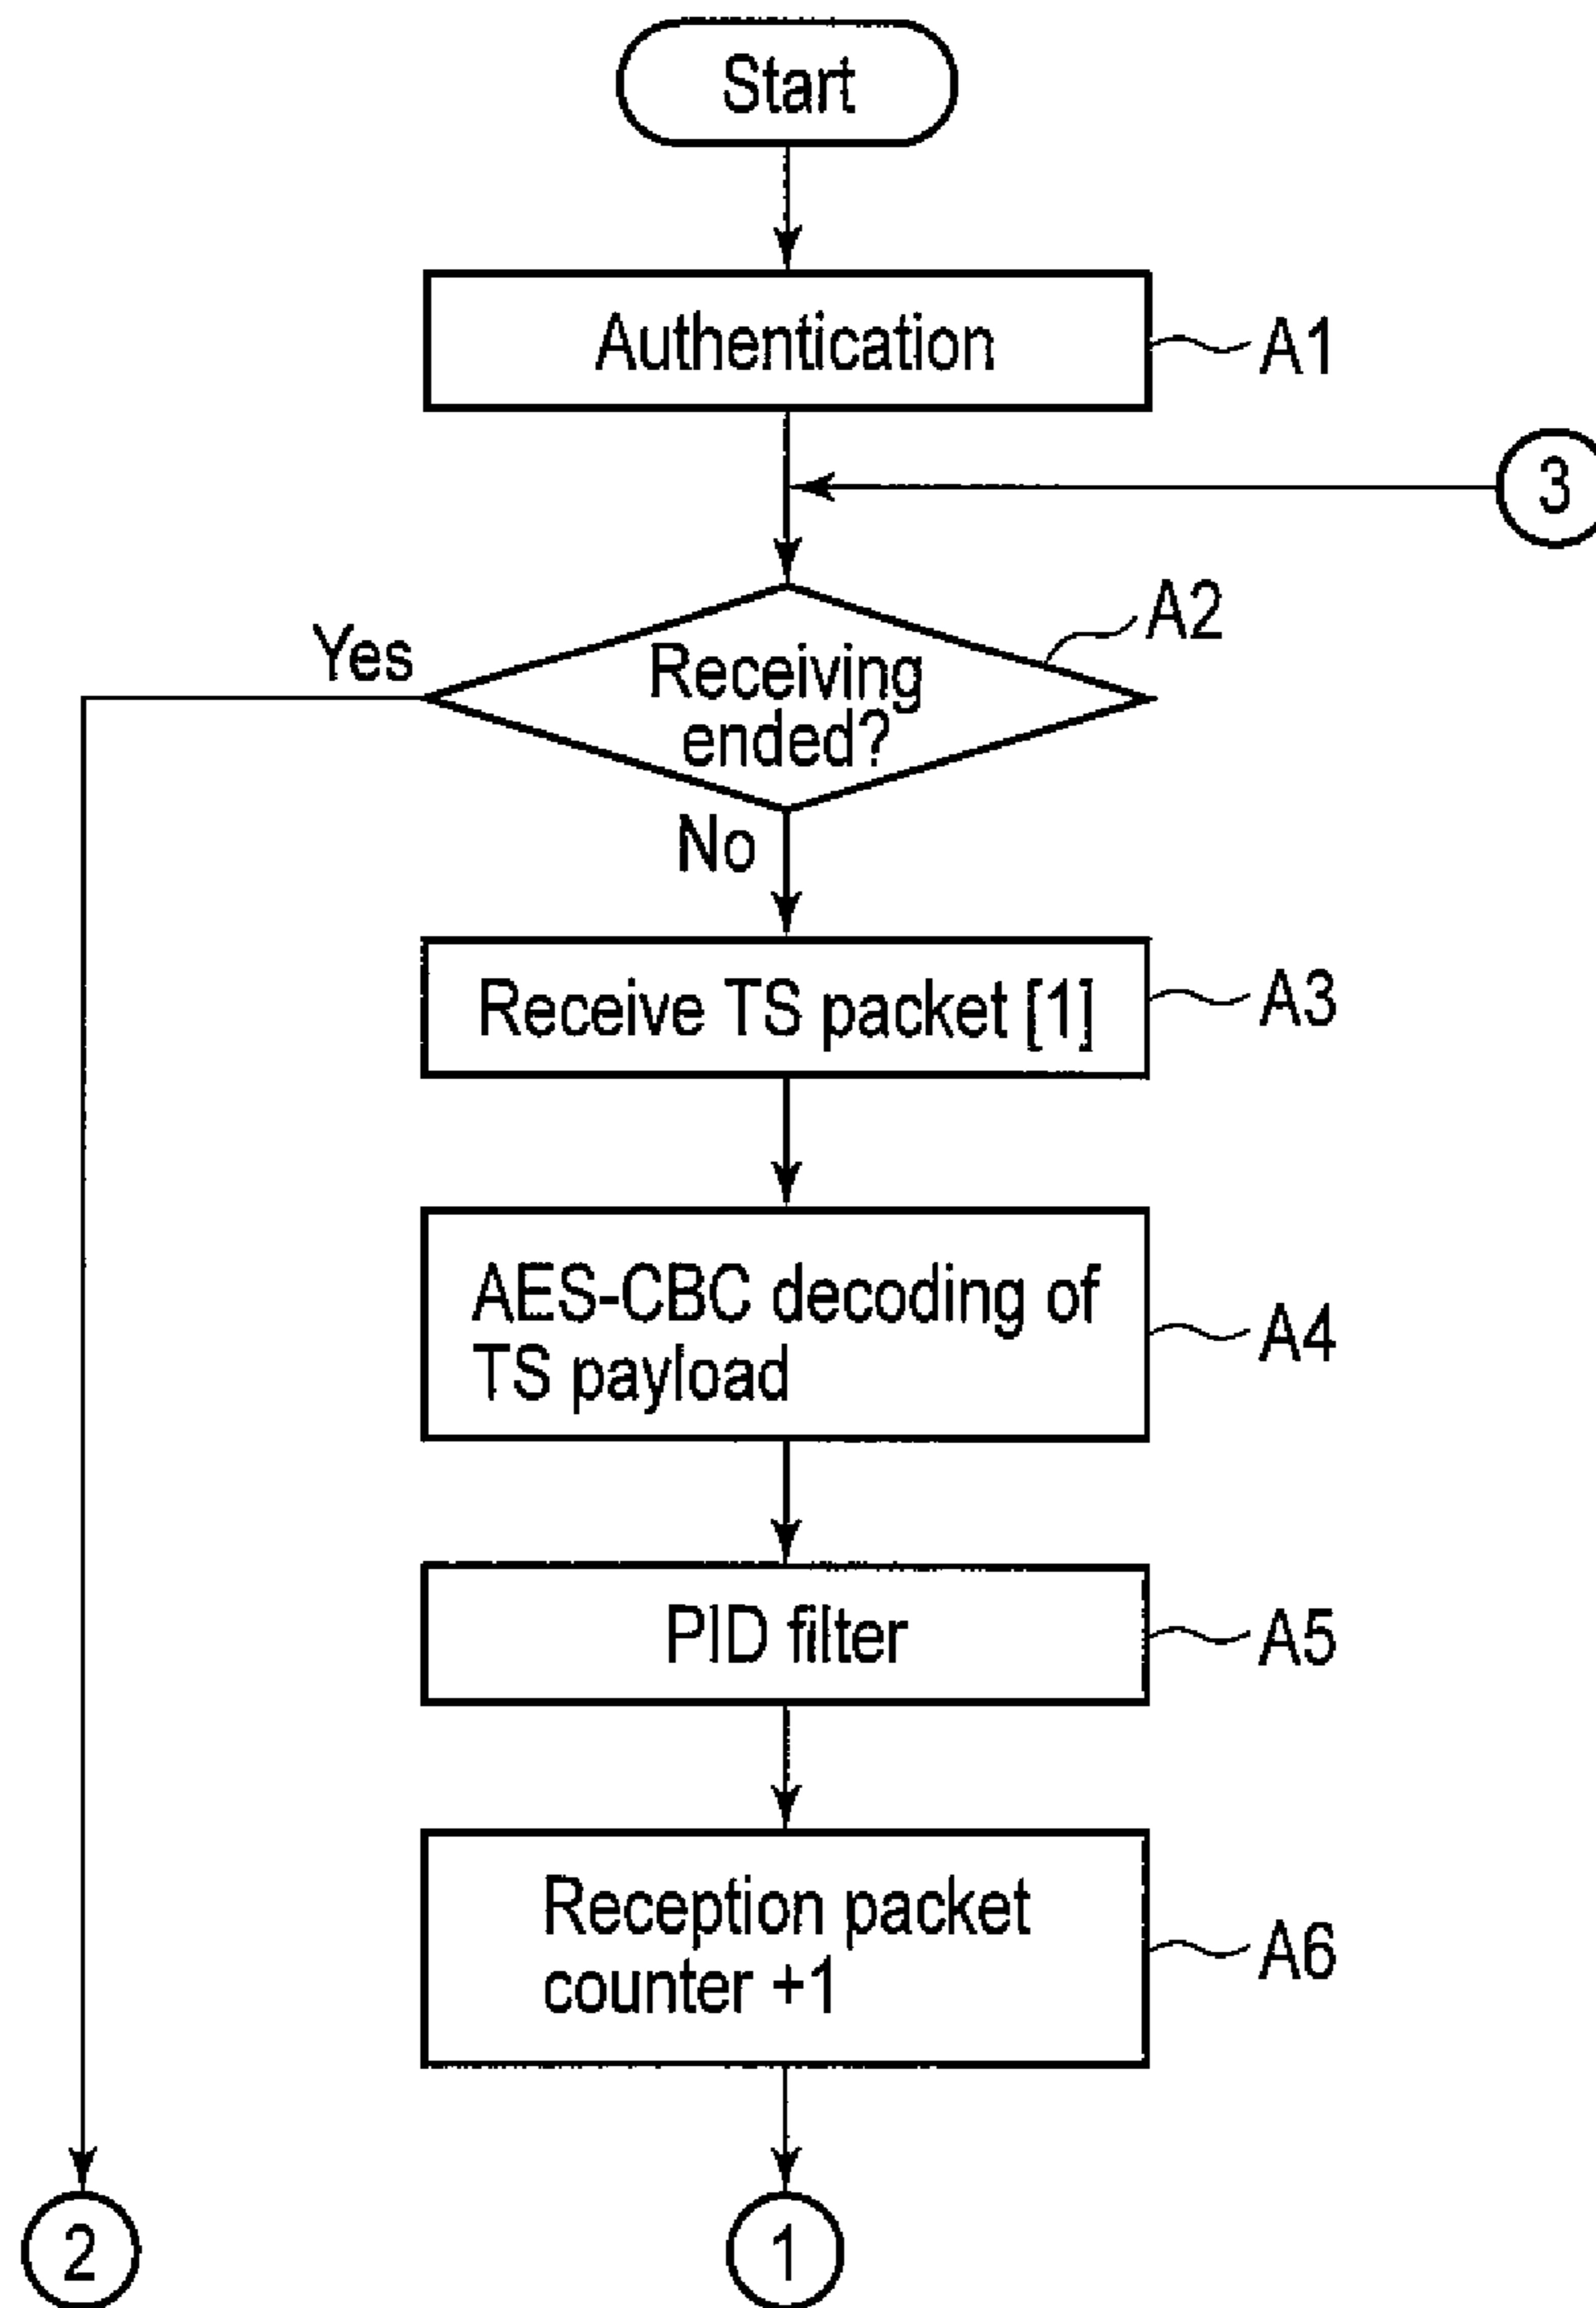 Start
Authentication
A1
3
A2
Yes
Receiving
ended?
No
Receive TS packet [1]
A3
AES-CBC decoding of
TS payload
A4
PID filter
A5
Reception packet
counter +1
A6
2
1